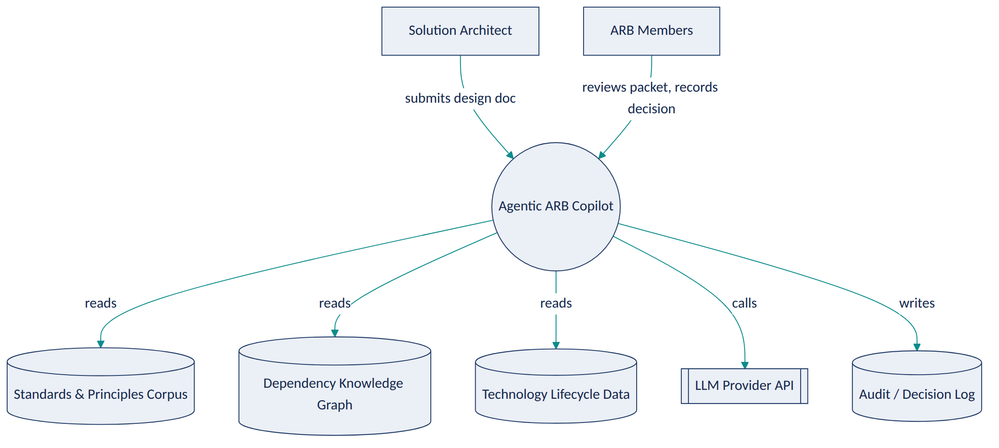 Solution Architect
ARB Members
submits design doc
reviews packet, records
decision
Agentic ARB Copilot
reads
reads
reads
calls
writes
Standards & Principles Corpus
Dependency Knowledge
Graph
Technology Lifecycle Data
LLM Provider API
Audit / Decision Log